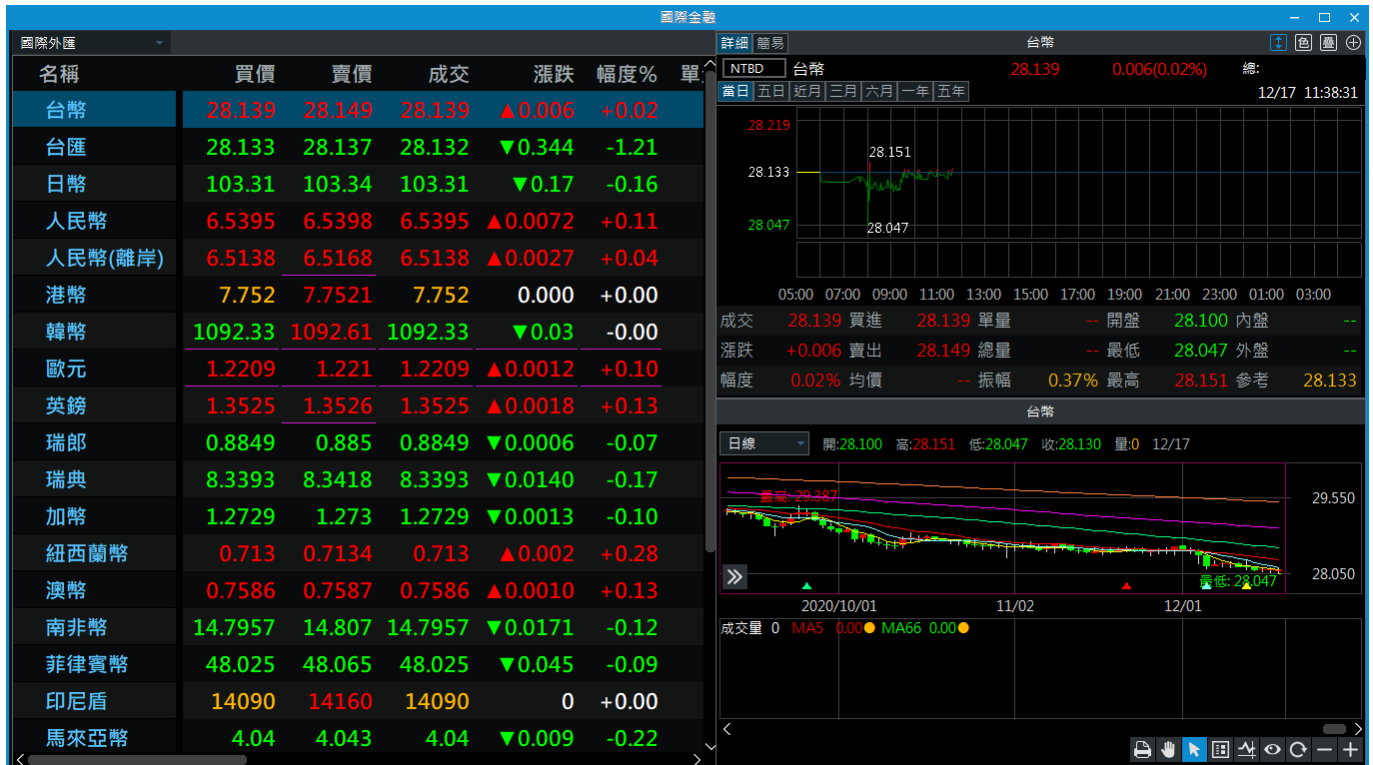 國際金融
國際外匯
名稱 買價 賣價 成交 漲跌 幅度% 單
台幣 28.139 28.149 28.139 ▲0.006 +0.02
台匯 28.133 28.137 28.132 ▼0.344 -1.21
日幣 103.31 103.34 103.31 ▼0.17 -0.16
人民幣 6.5395 6.5398 6.5395 ▲0.0072 +0.11
人民幣(離岸) 6.5138 6.5168 6.5138 ▲0.0027 +0.04
港幣 7.752 7.7521 7.752 0.000 +0.00
韓幣 1092.33 1092.61 1092.33 ▼0.03 -0.00
歐元 1.2209 1.221 1.2209 ▲0.0012 +0.10
英鎊 1.3525 1.3526 1.3525 ▲0.0018 +0.13
瑞郎 0.8849 0.885 0.8849 ▼0.0006 -0.07
瑞典 8.3393 8.3418 8.3393 ▼0.0140 -0.17
加幣 1.2729 1.273 1.2729 ▼0.0013 -0.10
紐西蘭幣 0.713 0.7134 0.713 ▲0.002 +0.28
澳幣 0.7586 0.7587 0.7586 ▲0.0010 +0.13
南非幣 14.7957 14.807 14.7957 ▼0.0171 -0.12
菲律賓幣 48.025 48.065 48.025 ▼0.045 -0.09
印尼盾 14090 14160 14090 0 +0.00
馬來亞幣 4.04 4.043 4.04 ▼0.009 -0.22
詳細 簡易 台幣 色 疊
NTBD 台幣 28.139 0.006(0.02%) 總:
當日 五日 近月 三月 六月 一年 五年 12/17 11:38:31
28.219
28.151
28.133
28.047 28.047
05:00 07:00 09:00 11:00 13:00 15:00 17:00 19:00 21:00 23:00 01:00 03:00
成交 28.139 買進 28.139 單量 -- 開盤 28.100 內盤 --
漲跌 +0.006 賣出 28.149 總量 -- 最低 28.047 外盤 --
幅度 0.02% 均價 -- 振幅 0.37% 最高 28.151 參考 28.133
台幣
日線 開:28.100 高:28.151 低:28.047 收:28.130 量:0 12/17
最高: 29.387 29.550
28.050
最低: 28.047
2020/10/01 11/02 12/01
成交量 0 MA5 0.00 MA66 0.00